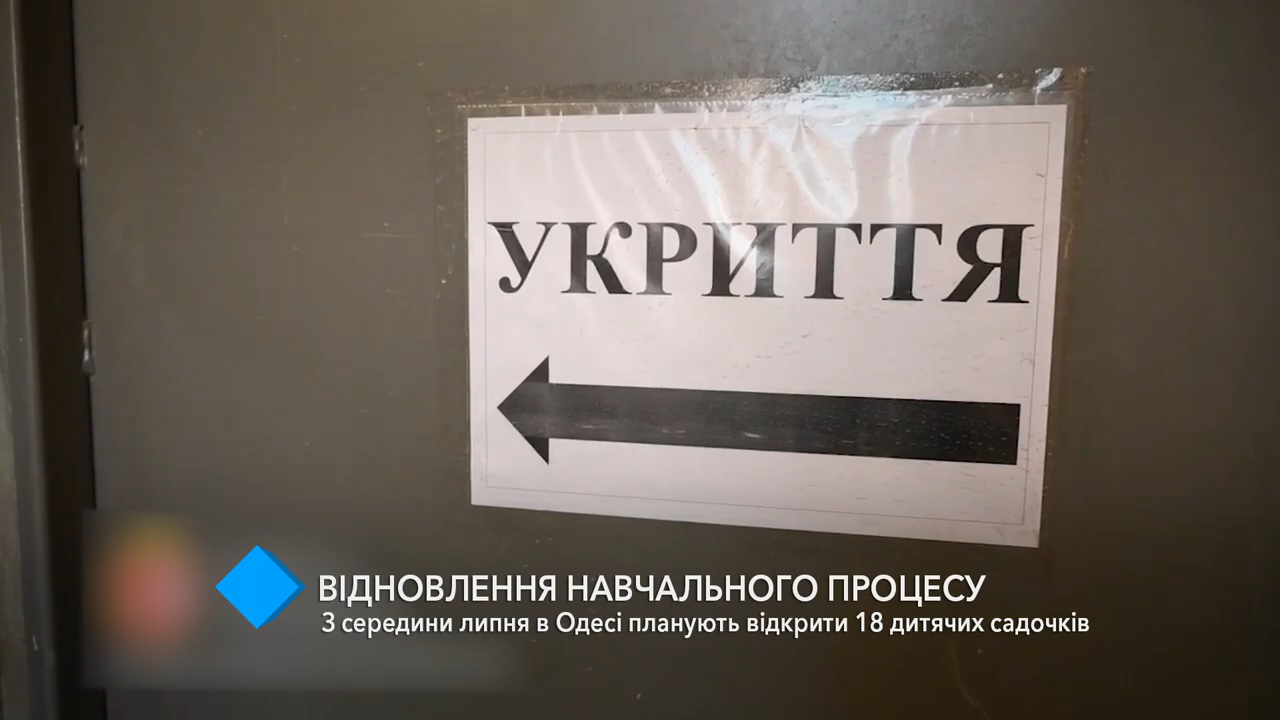 УКРИТТЯ
ВІДНОВЛЕННЯ НАВЧАЛЬНОГО ПРОЦЕСУ
З середини липня в Одесі планують відкрити 18 дитячих садочків